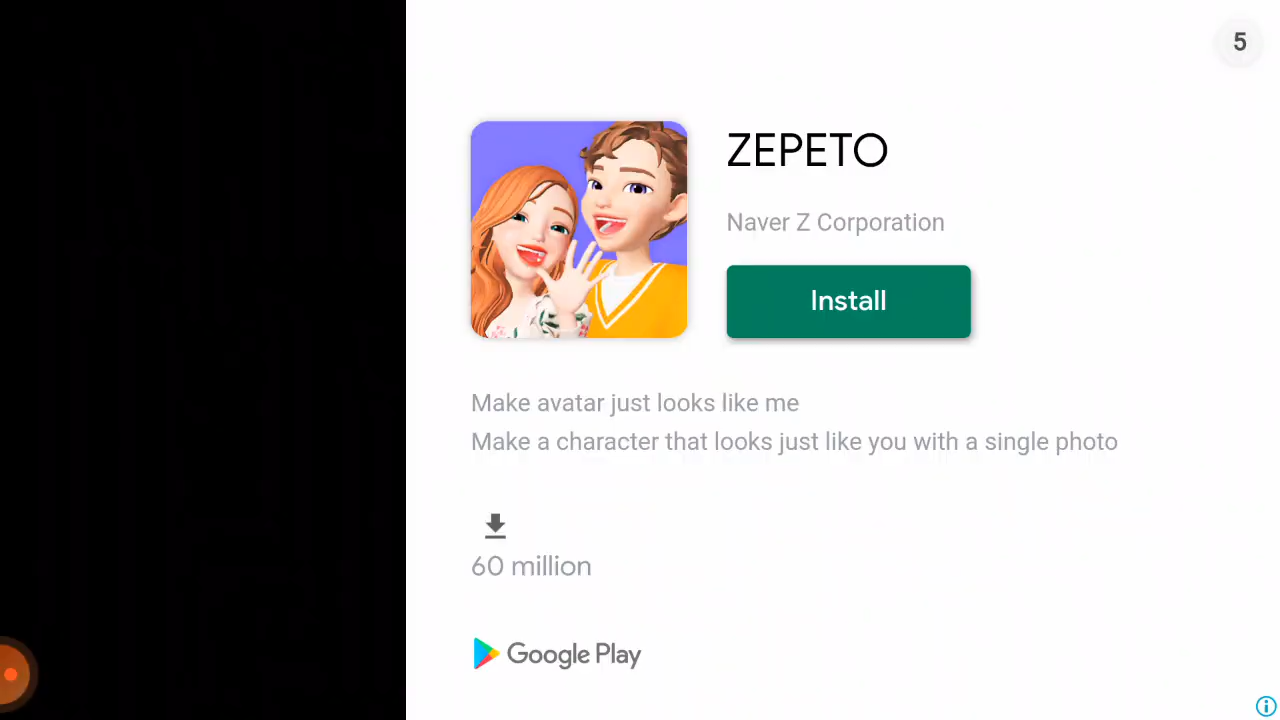 5
ZEPETO
Naver Z Corporation
Install
Make avatar just looks like me
Make a character that looks just like you with a single photo
60 million
Google Play